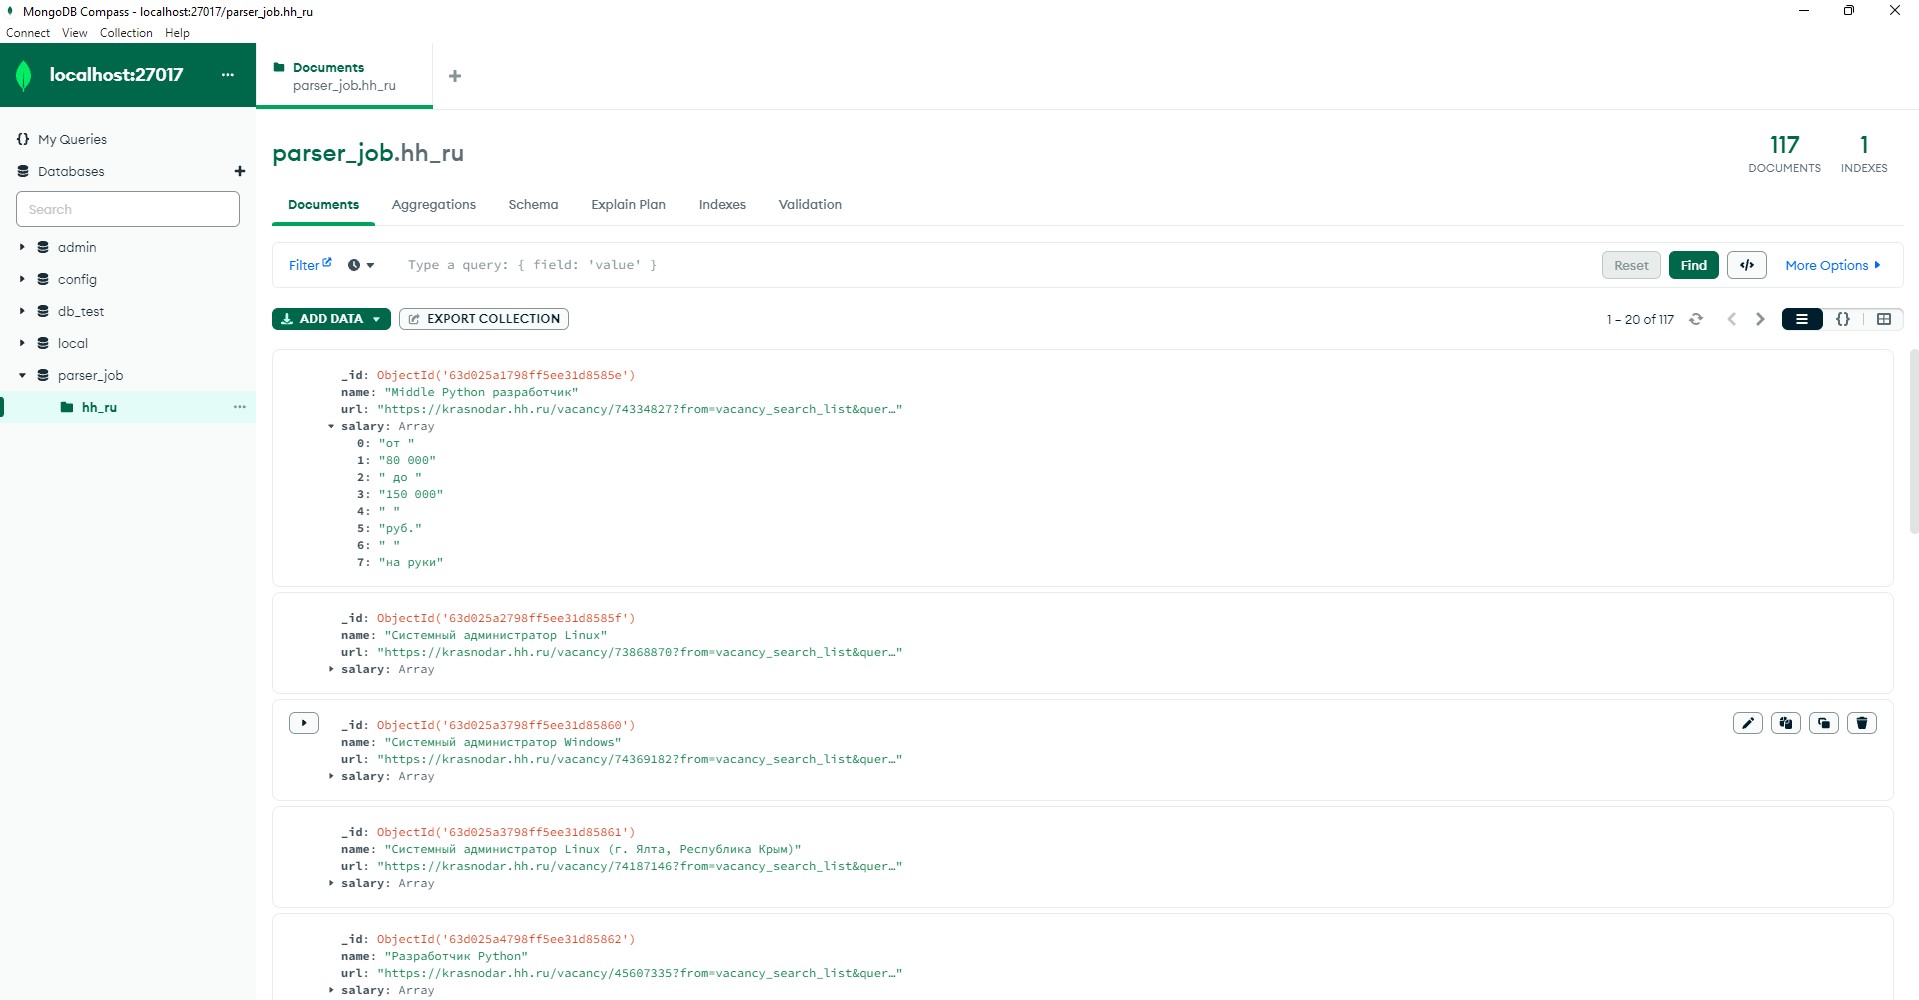 MongoDB Compass - localhost:27017/parser_job.hh_ru
Connect View Collection Help
localhost:27017 ...
Documents
parser_job.hh_ru
+
{} My Queries
Databases +
Search
admin
config
db_test
local
parser_job
hh_ru ...
parser_job.hh_ru
117
DOCUMENTS
1
INDEXES
Documents Aggregations Schema Explain Plan Indexes Validation
Filter Type a query: { field: 'value' } Reset Find </> More Options
ADD DATA EXPORT COLLECTION 1 – 20 of 117 {}
_id: ObjectId('63d025a1798ff5ee31d8585e')
name: "Middle Python разработчик"
url: "https://krasnodar.hh.ru/vacancy/74334827?from=vacancy_search_list&quer…"
salary: Array
0: "от "
1: "80 000"
2: " до "
3: "150 000"
4: " "
5: "руб."
6: " "
7: "на руки"
_id: ObjectId('63d025a2798ff5ee31d8585f')
name: "Системный администратор Linux"
url: "https://krasnodar.hh.ru/vacancy/73868870?from=vacancy_search_list&quer…"
salary: Array
_id: ObjectId('63d025a3798ff5ee31d85860')
name: "Системный администратор Windows"
url: "https://krasnodar.hh.ru/vacancy/74369182?from=vacancy_search_list&quer…"
salary: Array
_id: ObjectId('63d025a3798ff5ee31d85861')
name: "Системный администратор Linux (г. Ялта, Республика Крым)"
url: "https://krasnodar.hh.ru/vacancy/74187146?from=vacancy_search_list&quer…"
salary: Array
_id: ObjectId('63d025a4798ff5ee31d85862')
name: "Разработчик Python"
url: "https://krasnodar.hh.ru/vacancy/45607335?from=vacancy_search_list&quer…"
salary: Array